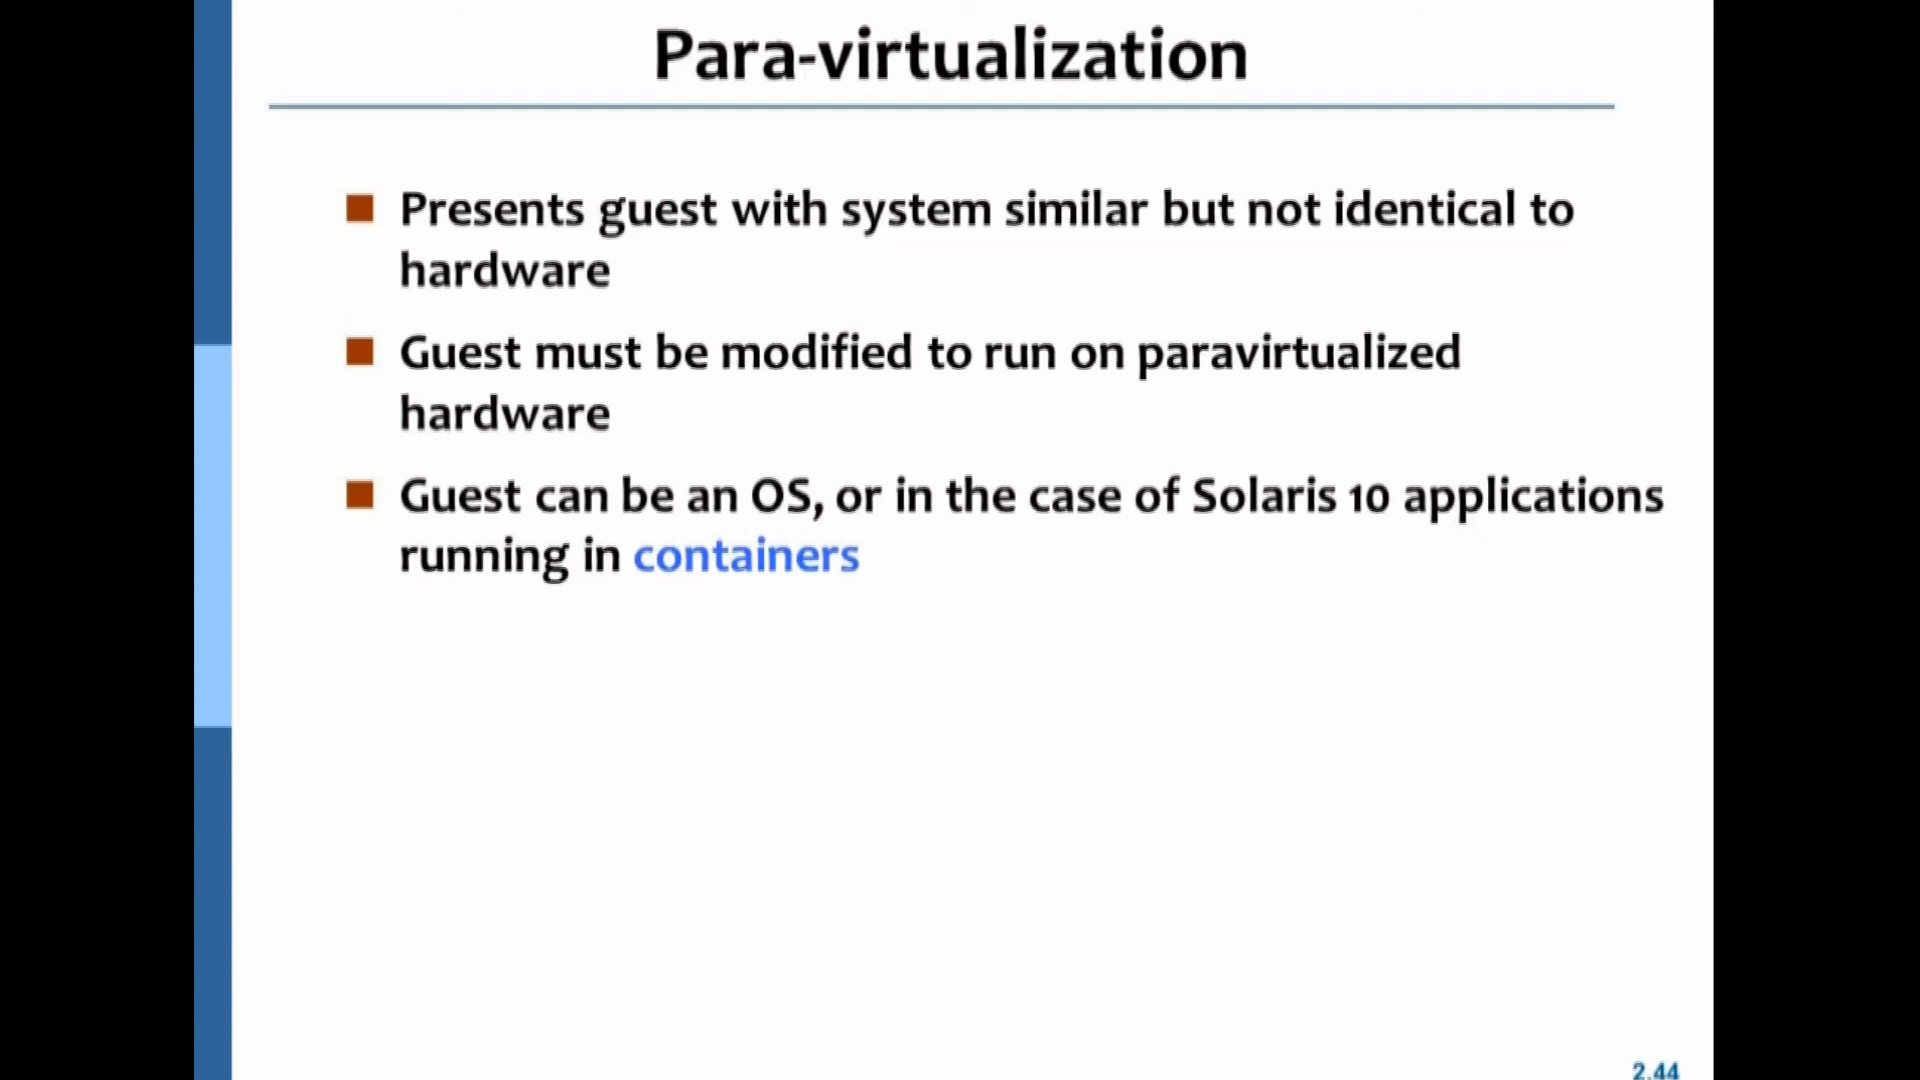 Para-virtualization
Presents guest with system similar but not identical to
hardware
Guest must be modified to run on paravirtualized
hardware
Guest can be an OS, or in the case of Solaris 10 applications
running in containers
2.44